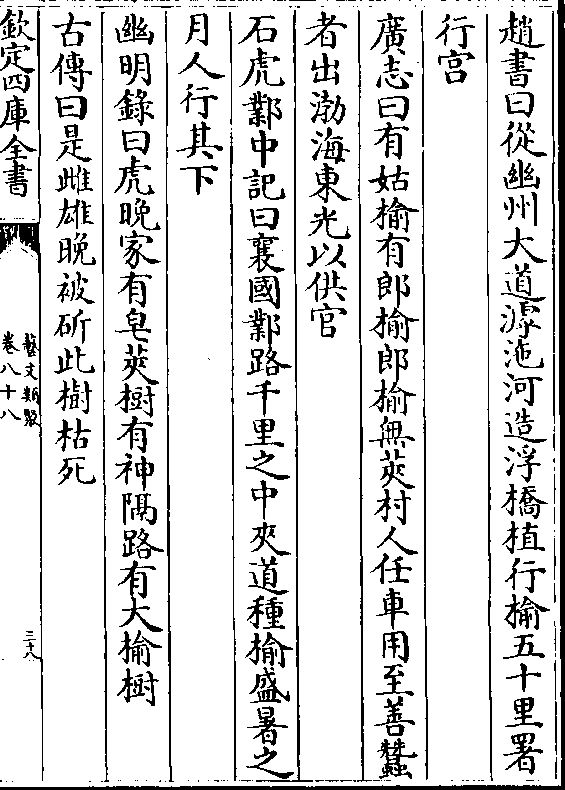 趙書曰從幽州大道滹沲河造浮橋植行榆五十里署
行宫
廣志曰有姑榆有郎榆郎榆無莢村人任車用至善蠶
者出渤海東光以供官
石虎鄴中記曰襄國鄴路千里之中夾道種榆盛暑之
月人行其下
幽明錄曰虎晚家有皂莢樹有神隔路有大榆樹
古傳曰是雌雄晚被斫此樹枯死
欽定四庫全書
藝文類聚
卷八十八
三十八